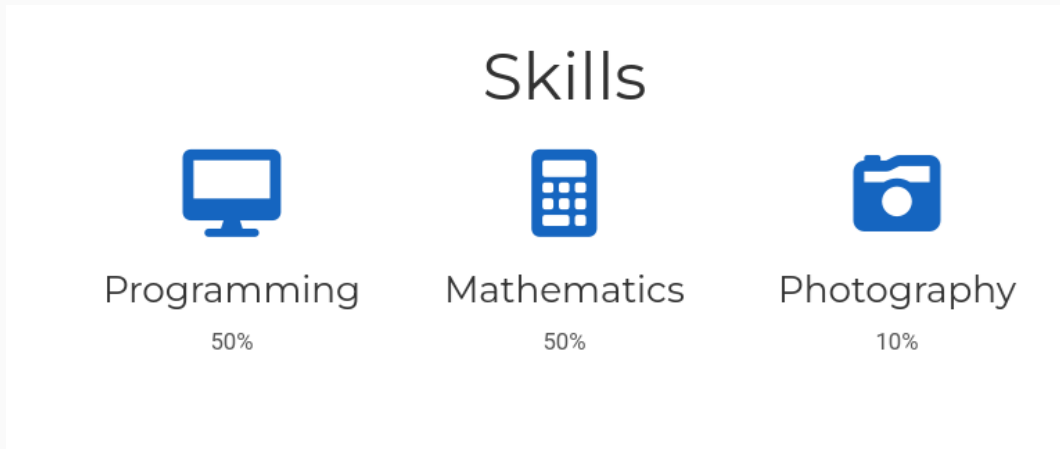 Skills
Programming
Mathematics
Photography
50%
50%
10%